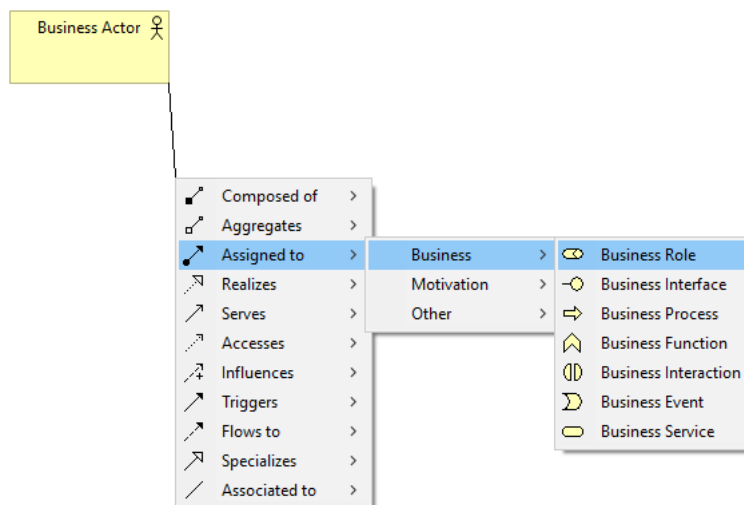 Business Actor
Composed of
Aggregates
Assigned to
Realizes
Serves
Accesses
Influences
Triggers
Flows to
Specializes
Associated to
Business
Motivation
Other
Business Role
Business Interface
Business Process
Business Function
Business Interaction
Business Event
Business Service